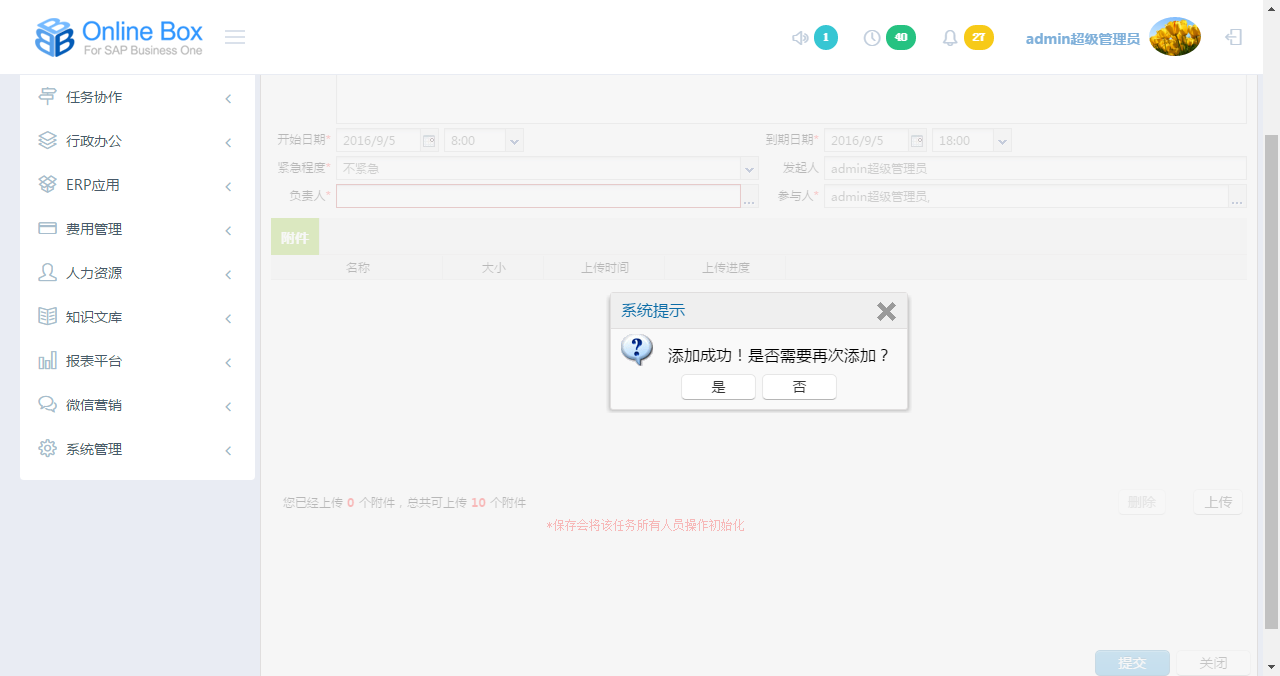 Online Box
For SAP Business One
1
40
27
admin超级管理员
任务协作
行政办公
ERP应用
费用管理
人力资源
知识文库
报表平台
微信营销
系统管理
开始日期* 2016/9/5 8:00 到期日期* 2016/9/5 18:00
紧急程度* 不紧急 发起人 admin超级管理员
负责人* ... 参与人* admin超级管理员, ...
附件
名称 大小 上传时间 上传进度
系统提示
添加成功！是否需要再次添加？
是 否
您已经上传 0 个附件，总共可上传 10 个附件 删除 上传
*保存会将该任务所有人员操作初始化
提交 关闭